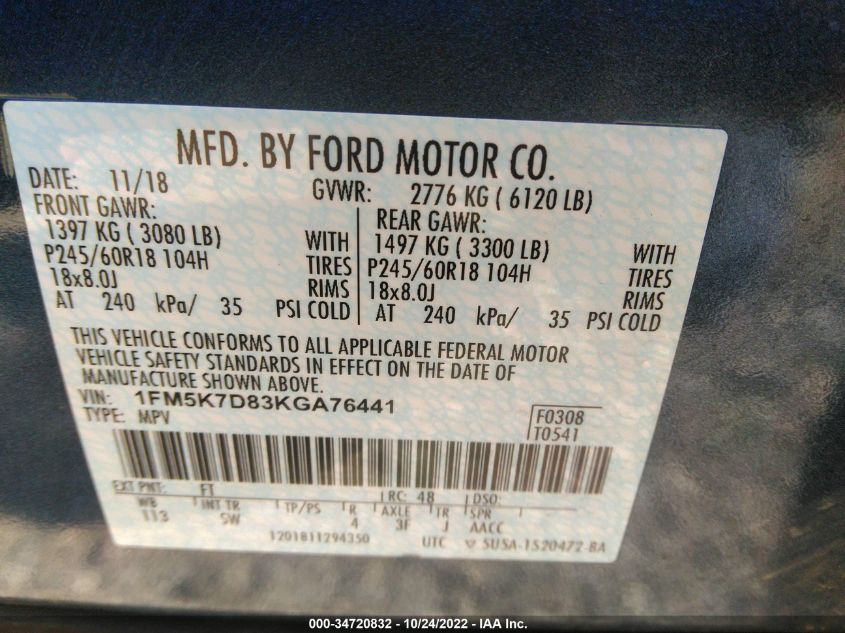 MFD. BY FORD MOTOR CO.
DATE: 11/18 GVWR: 2776 KG ( 6120 LB)
FRONT GAWR: REAR GAWR:
1397 KG ( 3080 LB) WITH 1497 KG ( 3300 LB) WITH
P245/60R18 104H TIRES P245/60R18 104H TIRES
18x8.0J RIMS 18x8.0J RIMS
AT 240 kPa/ 35 PSI COLD AT 240 kPa/ 35 PSI COLD
THIS VEHICLE CONFORMS TO ALL APPLICABLE FEDERAL MOTOR
VEHICLE SAFETY STANDARDS IN EFFECT ON THE DATE OF
MANUFACTURE SHOWN ABOVE.
VIN: 1FM5K7D83KGA76441 F0308
TYPE: MPV T0541
EXT PNT: FT RC: 48 DSO:
WB INT TR TP/PS R AXLE TR SPR
113 SW 4 3F J AACC
1201811294350 UTC ▽ SU5A-1520472-BA
000-34720832 - 10/24/2022 - IAA Inc.